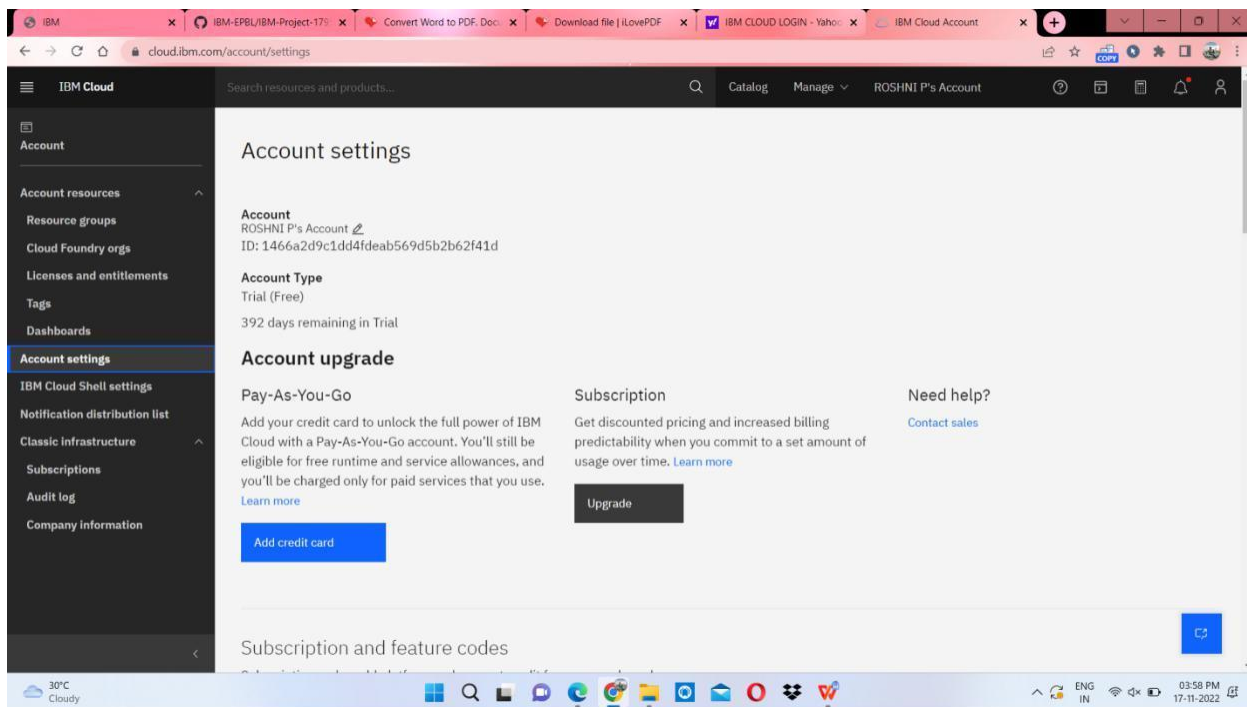 IBM
IBM-EPBL/IBM-Project-179
Convert Word to PDF. Doc
Download file | iLovePDF
IBM CLOUD LOGIN - Yahoo
IBM Cloud Account
cloud.ibm.com/account/settings
COPY
IBM Cloud
Search resources and products...
Catalog
Manage
ROSHNI P's Account
Account
Account resources
Resource groups
Cloud Foundry orgs
Licenses and entitlements
Tags
Dashboards
Account settings
IBM Cloud Shell settings
Notification distribution list
Classic infrastructure
Subscriptions
Audit log
Company information
Account settings
Account
ROSHNI P's Account
ID: 1466a2d9c1dd4fdeab569d5b2b62f41d
Account Type
Trial (Free)
392 days remaining in Trial
Account upgrade
Pay-As-You-Go
Add your credit card to unlock the full power of IBM
Cloud with a Pay-As-You-Go account. You'll still be
eligible for free runtime and service allowances, and
you'll be charged only for paid services that you use.
Learn more
Add credit card
Subscription
Get discounted pricing and increased billing
predictability when you commit to a set amount of
usage over time. Learn more
Upgrade
Need help?
Contact sales
Subscription and feature codes
30°C
Cloudy
ENG
IN
03:58 PM
17-11-2022